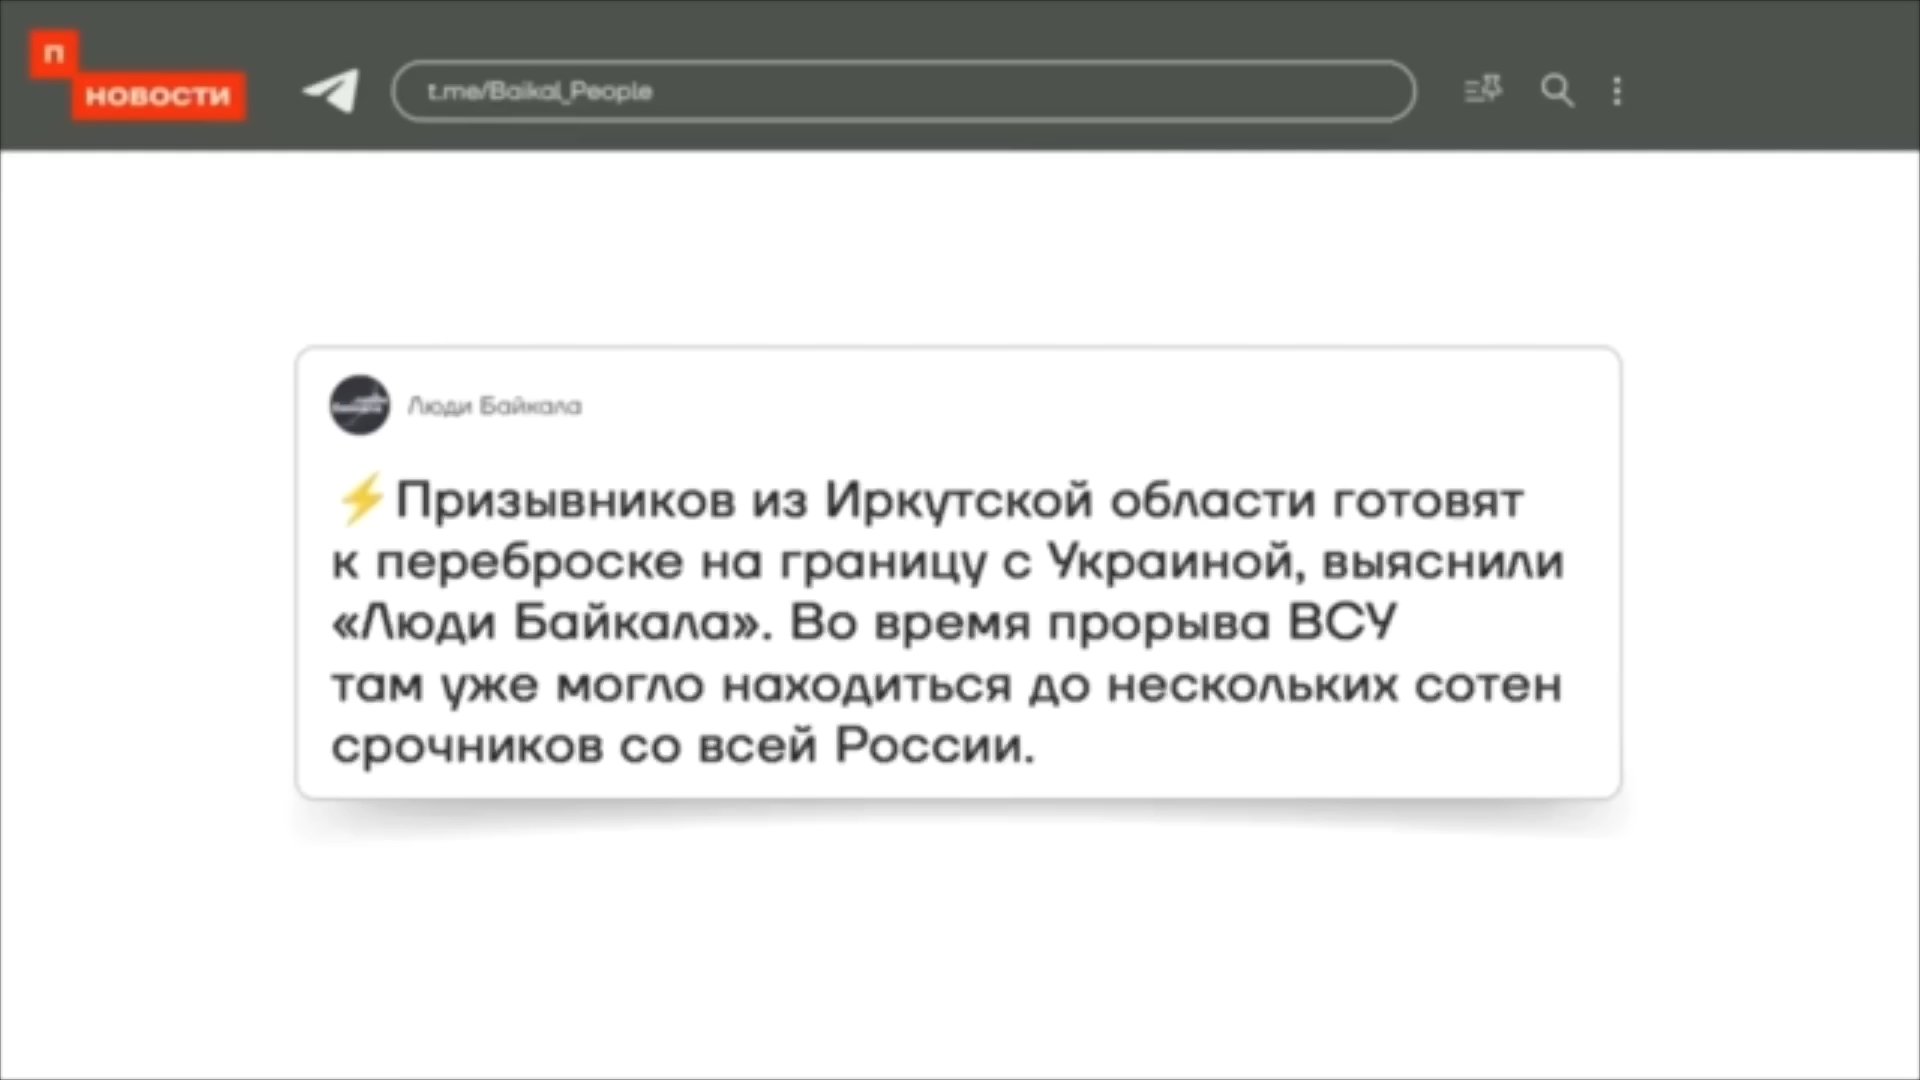 п
новости
t.me/Baikal_People
Люди Байкала
⚡Призывников из Иркутской области готовят
к переброске на границу с Украиной, выяснили
«Люди Байкала». Во время прорыва ВСУ
там уже могло находиться до нескольких сотен
срочников со всей России.